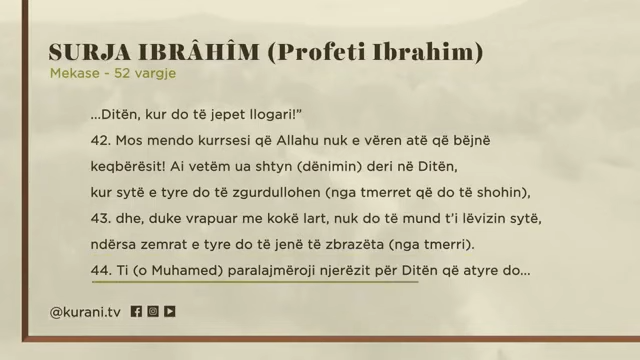 SURJA IBRÂHÎM (Profeti Ibrahim)
Mekase - 52 vargje
...Ditën, kur do të jepet llogari!”
42. Mos mendo kurrsesi që Allahu nuk e vëren atë që bëjnë
keqbërësit! Ai vetëm ua shtyn (dënimin) deri në Ditën,
kur sytë e tyre do të zgurdullohen (nga tmerret që do të shohin),
43. dhe, duke vrapuar me kokë lart, nuk do të mund t’i lëvizin sytë,
ndërsa zemrat e tyre do të jenë të zbrazëta (nga tmerri).
44. Ti (o Muhamed) paralajmëroji njerëzit për Ditën që atyre do...
@kurani.tv